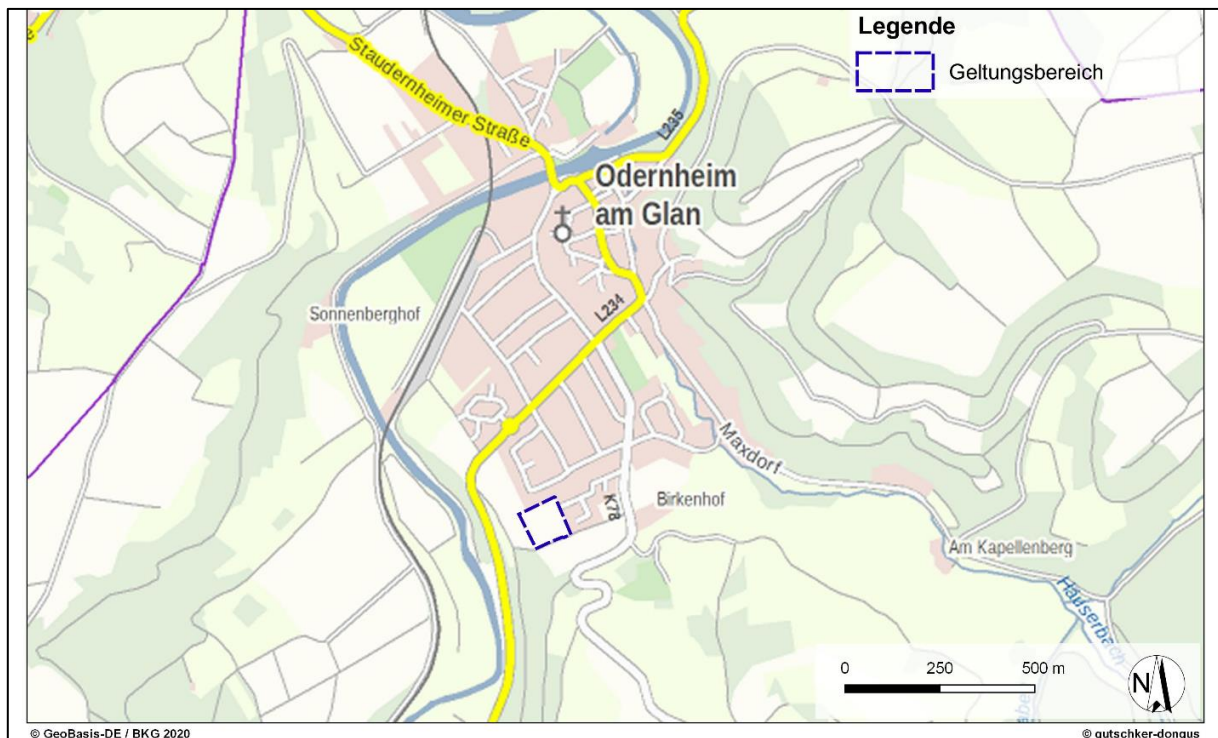 Legende
Geltungsbereich
Staudernheimer Straße
L235
Odernheim
am Glan
L234
Sonnenberghof
Maxdorf
K78
Birkenhof
Am Kapellenberg
Häuserbach
0 250 500 m
N
© GeoBasis-DE / BKG 2020
© gutschker-dongus